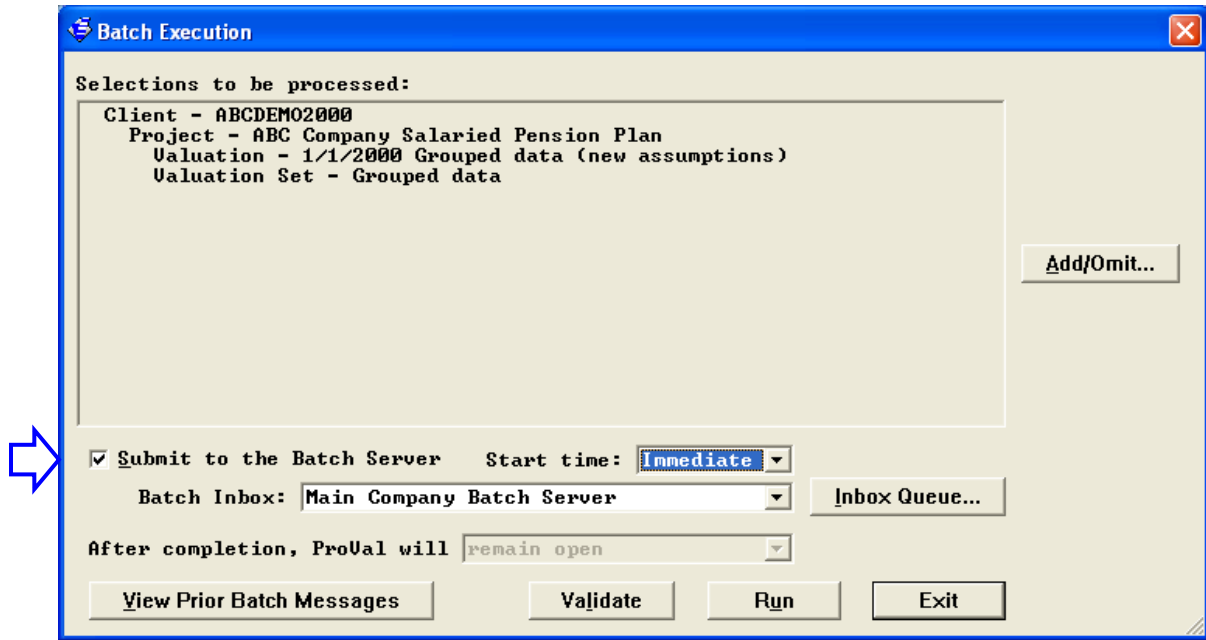 Batch Execution
Selections to be processed:
Client - ABCDEMO2000
Project - ABC Company Salaried Pension Plan
Valuation - 1/1/2000 Grouped data (new assumptions)
Valuation Set - Grouped data
Add/Omit...
Submit to the Batch Server Start time: Immediate
Batch Inbox: Main Company Batch Server Inbox Queue...
After completion, ProVal will remain open
View Prior Batch Messages Validate Run Exit